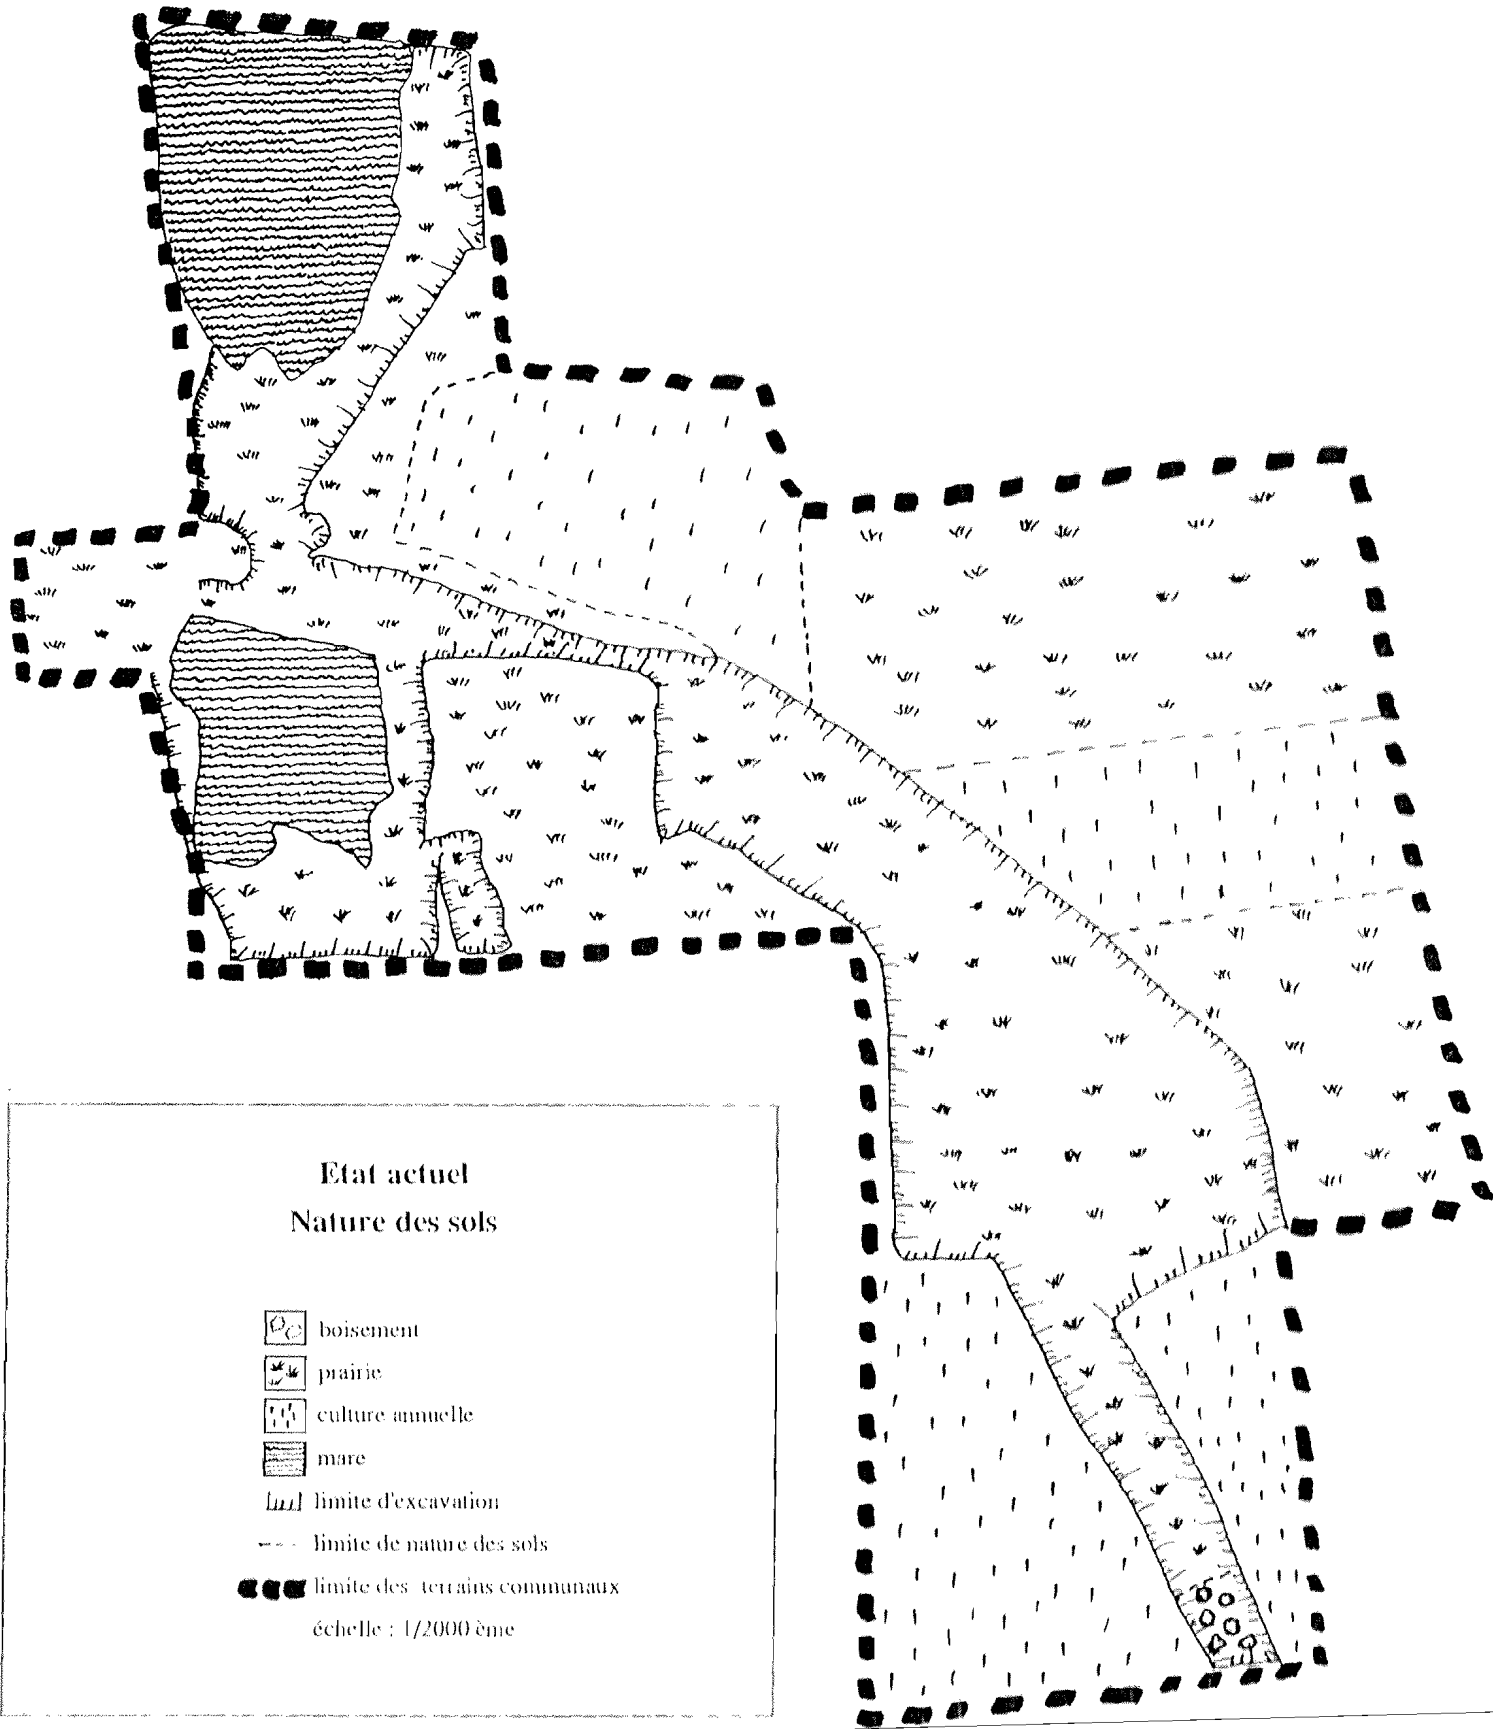 Etat actuel
Nature des sols
boisement
prairie
culture annuelle
mare
limite d'excavation
limite de nature des sols
limite des terrains communaux
échelle : 1/2000 ème